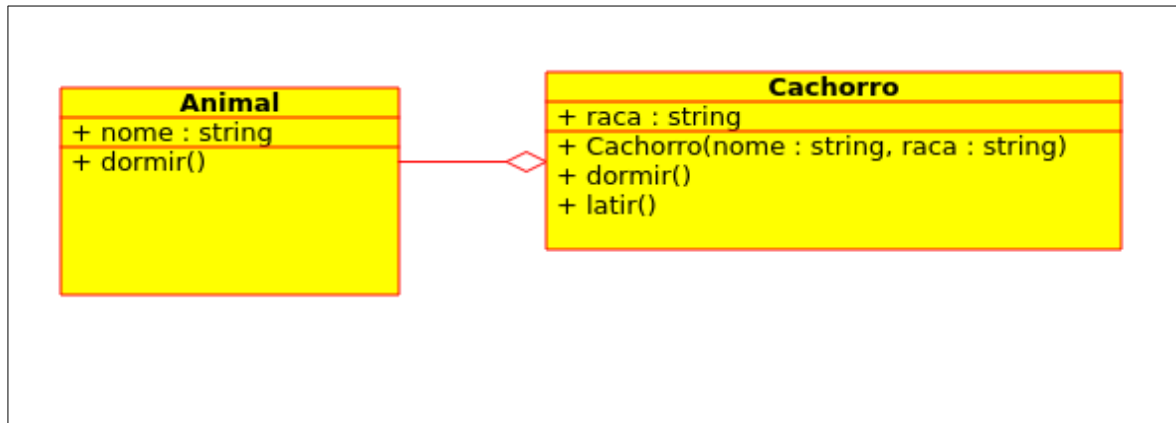 Animal
+ nome : string
+ dormir()
Cachorro
+ raca : string
+ Cachorro(nome : string, raca : string)
+ dormir()
+ latir()